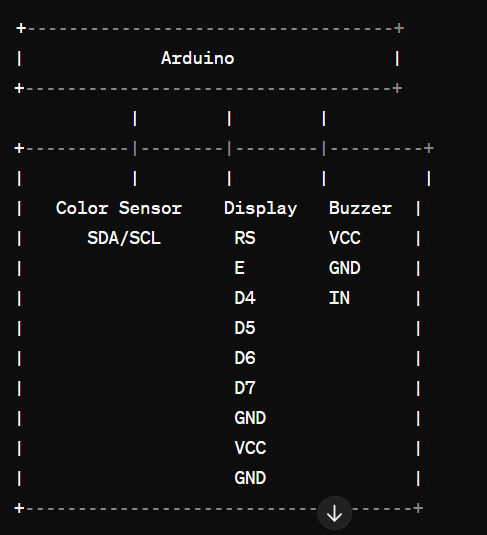 Arduino
Color Sensor Display Buzzer
SDA/SCL RS VCC
E GND
D4 IN
D5
D6
D7
GND
VCC
GND